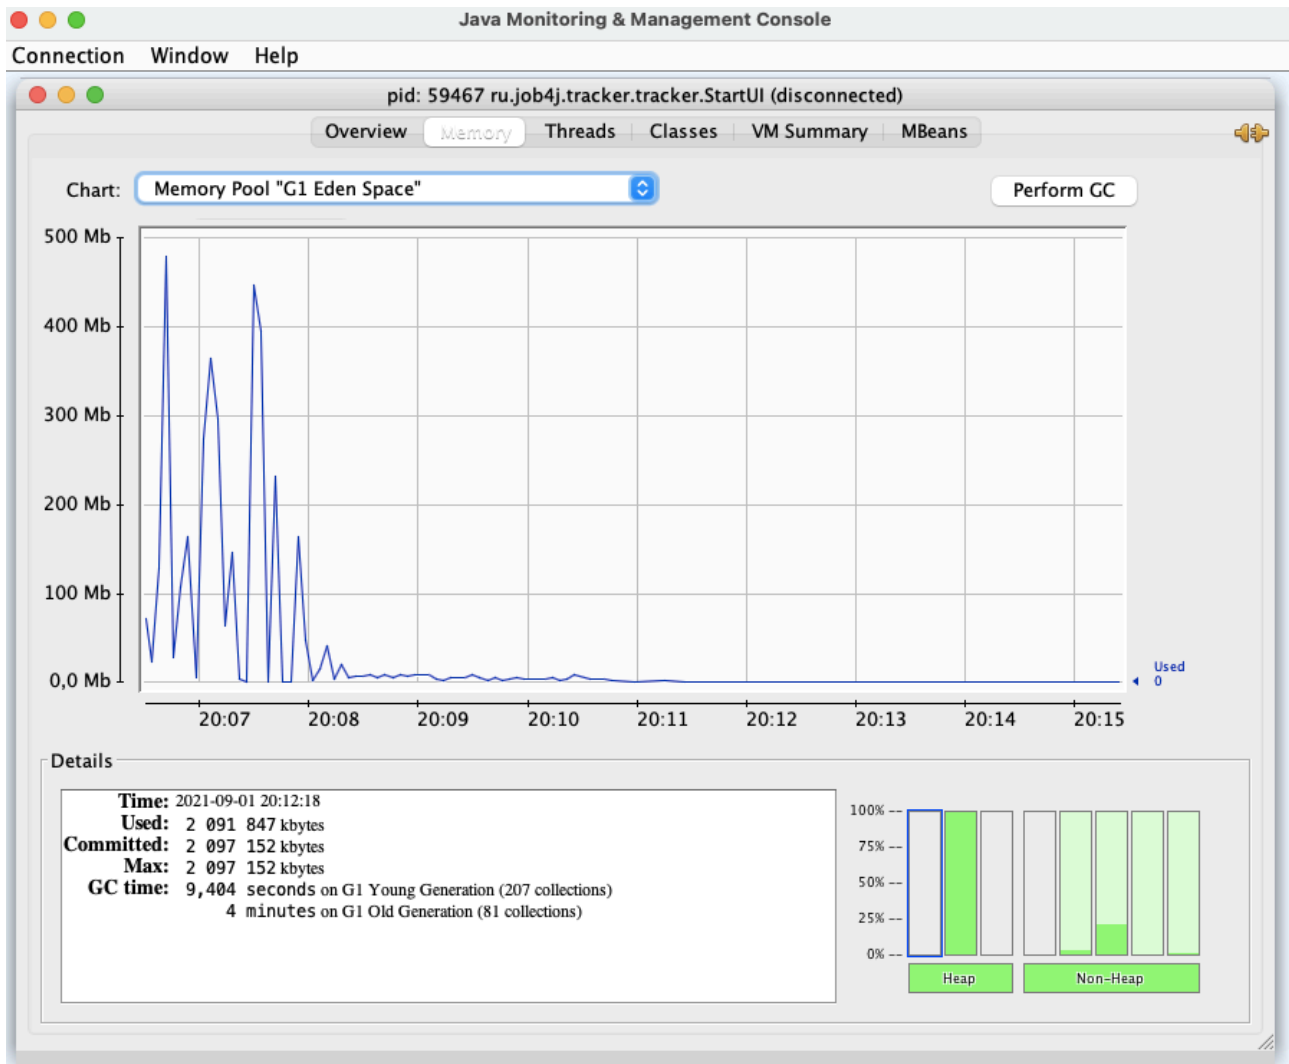 Java Monitoring & Management Console
Connection Window Help
pid: 59467 ru.job4j.tracker.tracker.StartUI (disconnected)
Overview Memory Threads Classes VM Summary MBeans
Chart: Memory Pool "G1 Eden Space" Perform GC
500 Mb
400 Mb
300 Mb
200 Mb
100 Mb
0,0 Mb
Used
0
20:07 20:08 20:09 20:10 20:11 20:12 20:13 20:14 20:15
Details
Time: 2021-09-01 20:12:18
Used: 2 091 847 kbytes
Committed: 2 097 152 kbytes
Max: 2 097 152 kbytes
GC time: 9,404 seconds on G1 Young Generation (207 collections)
4 minutes on G1 Old Generation (81 collections)
100% --
75% --
50% --
25% --
0% --
Heap Non-Heap